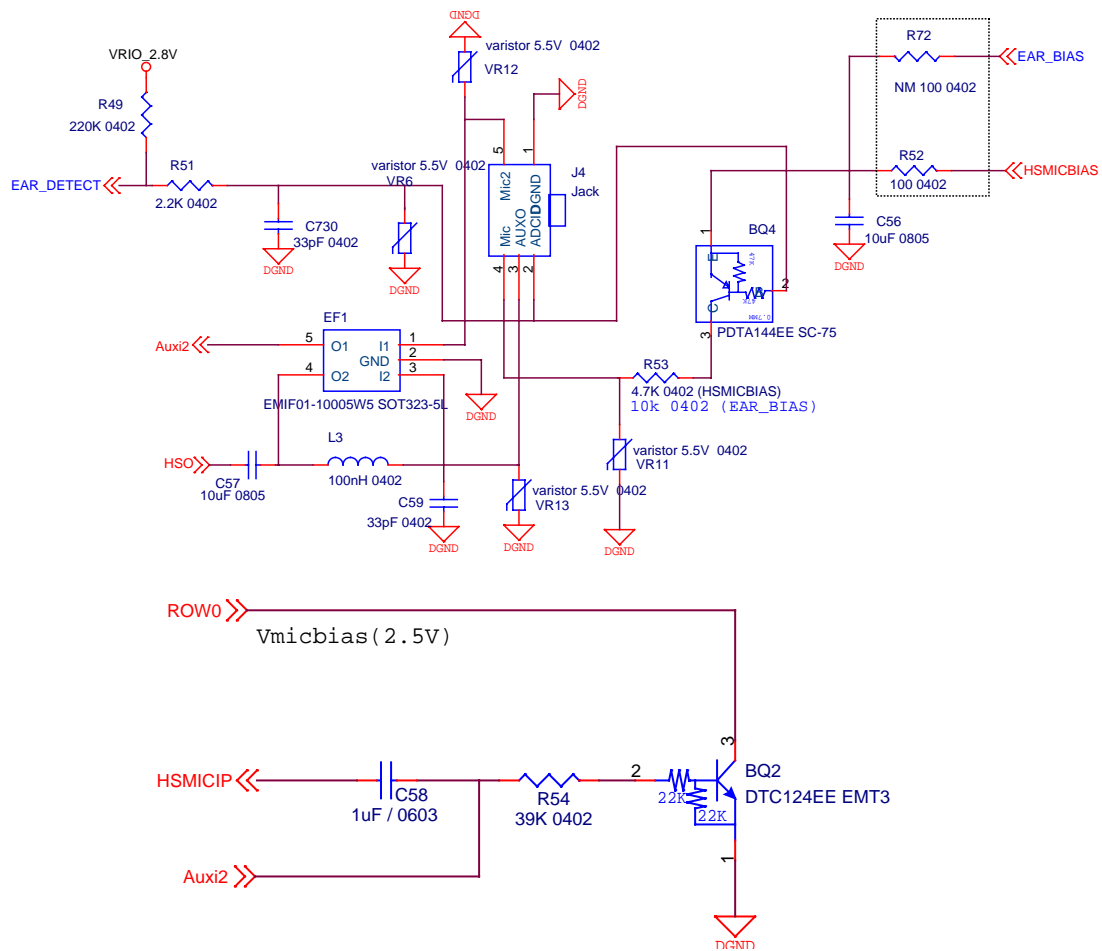 DGND
varistor 5.5V 0402
VR12
R72
EAR_BIAS
NM 100 0402
VRIO_2.8V
R49
220K 0402
DGND
5
1
Mic2
DGND
J4
Jack
R51
EAR_DETECT
2.2K 0402
varistor 5.5V 0402
VR6
R52
HSMICBIAS
100 0402
C730
33pF 0402
DGND
DGND
Mic
AUXO
ADCID
4
3
2
BQ4
1
E
47K
B
2
47K
C
0.7mm
3
PDTA144EE SC-75
C56
10uF 0805
DGND
EF1
Auxi2
5
O1
I1
1
GND
2
4
O2
I2
3
EMIF01-10005W5 SOT323-5L
DGND
R53
4.7K 0402 (HSMICBIAS)
10k 0402 (EAR_BIAS)
L3
HSO
C57
10uF 0805
100nH 0402
varistor 5.5V 0402
VR11
C59
33pF 0402
DGND
varistor 5.5V 0402
VR13
DGND
DGND
ROW0
Vmicbias(2.5V)
3
HSMICIP
C58
1uF / 0603
R54
39K 0402
2
22K
22K
BQ2
DTC124EE EMT3
1
Auxi2
DGND